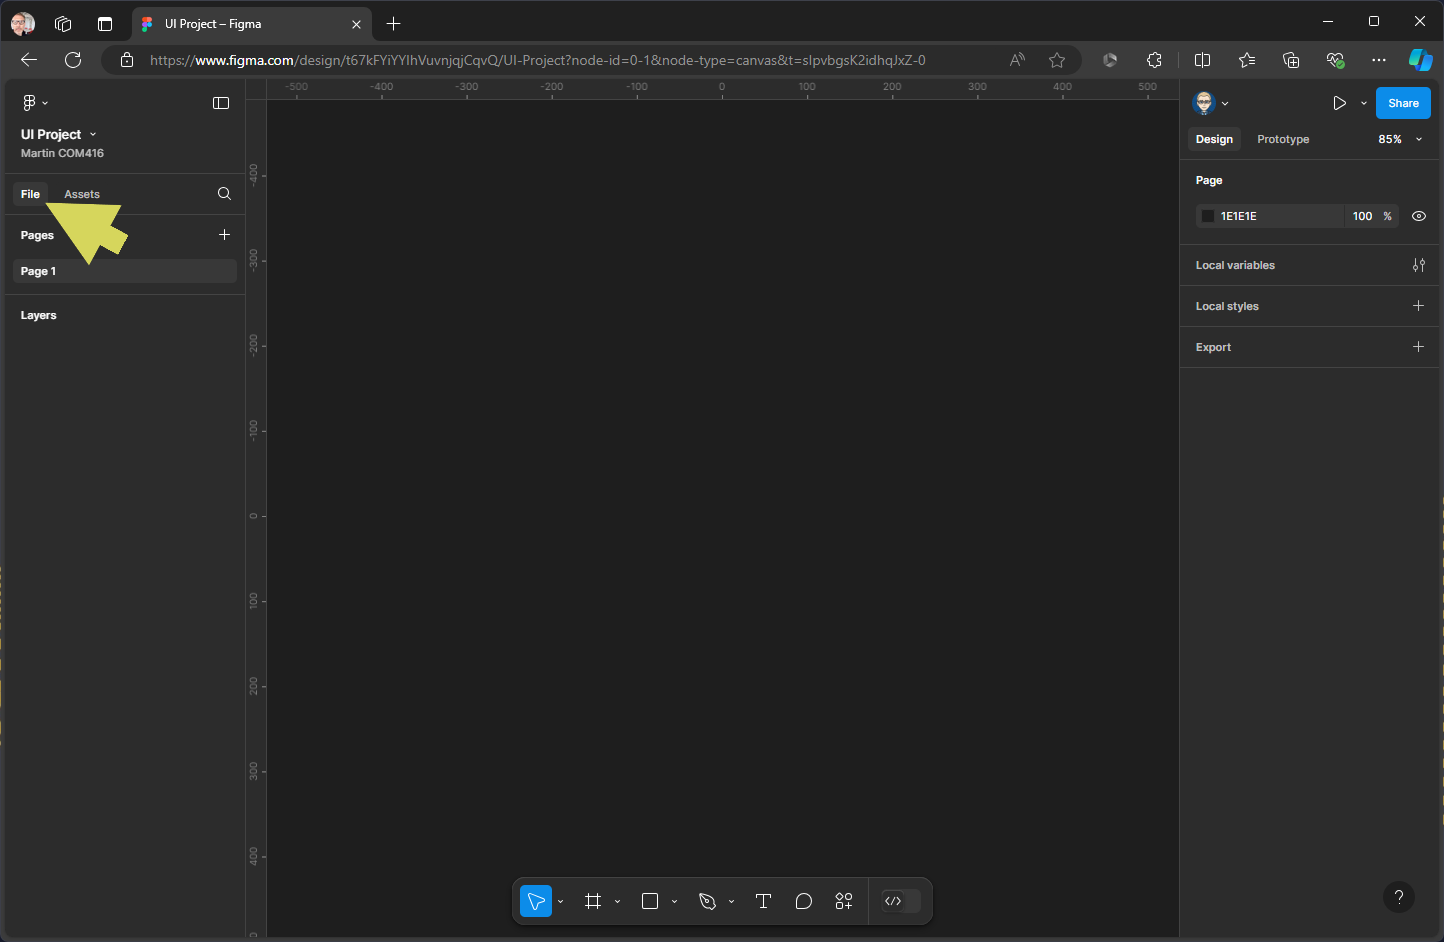 UI Project – Figma
https://www.figma.com/design/t67kFYiYYIhVuvnjqjCqvQ/UI-Project?node-id=0-1&node-type=canvas&t=sIpvbgsK2idhqJxZ-0
-500 -400 -300 -200 -100 0 100 200 300 400 500
UI Project
Martin COM416
File Assets
Pages
Page 1
Layers
-400
-300
-200
-100
0
100
200
300
400
Share
Design Prototype 85%
Page
1E1E1E 100 %
Local variables
Local styles
Export
?